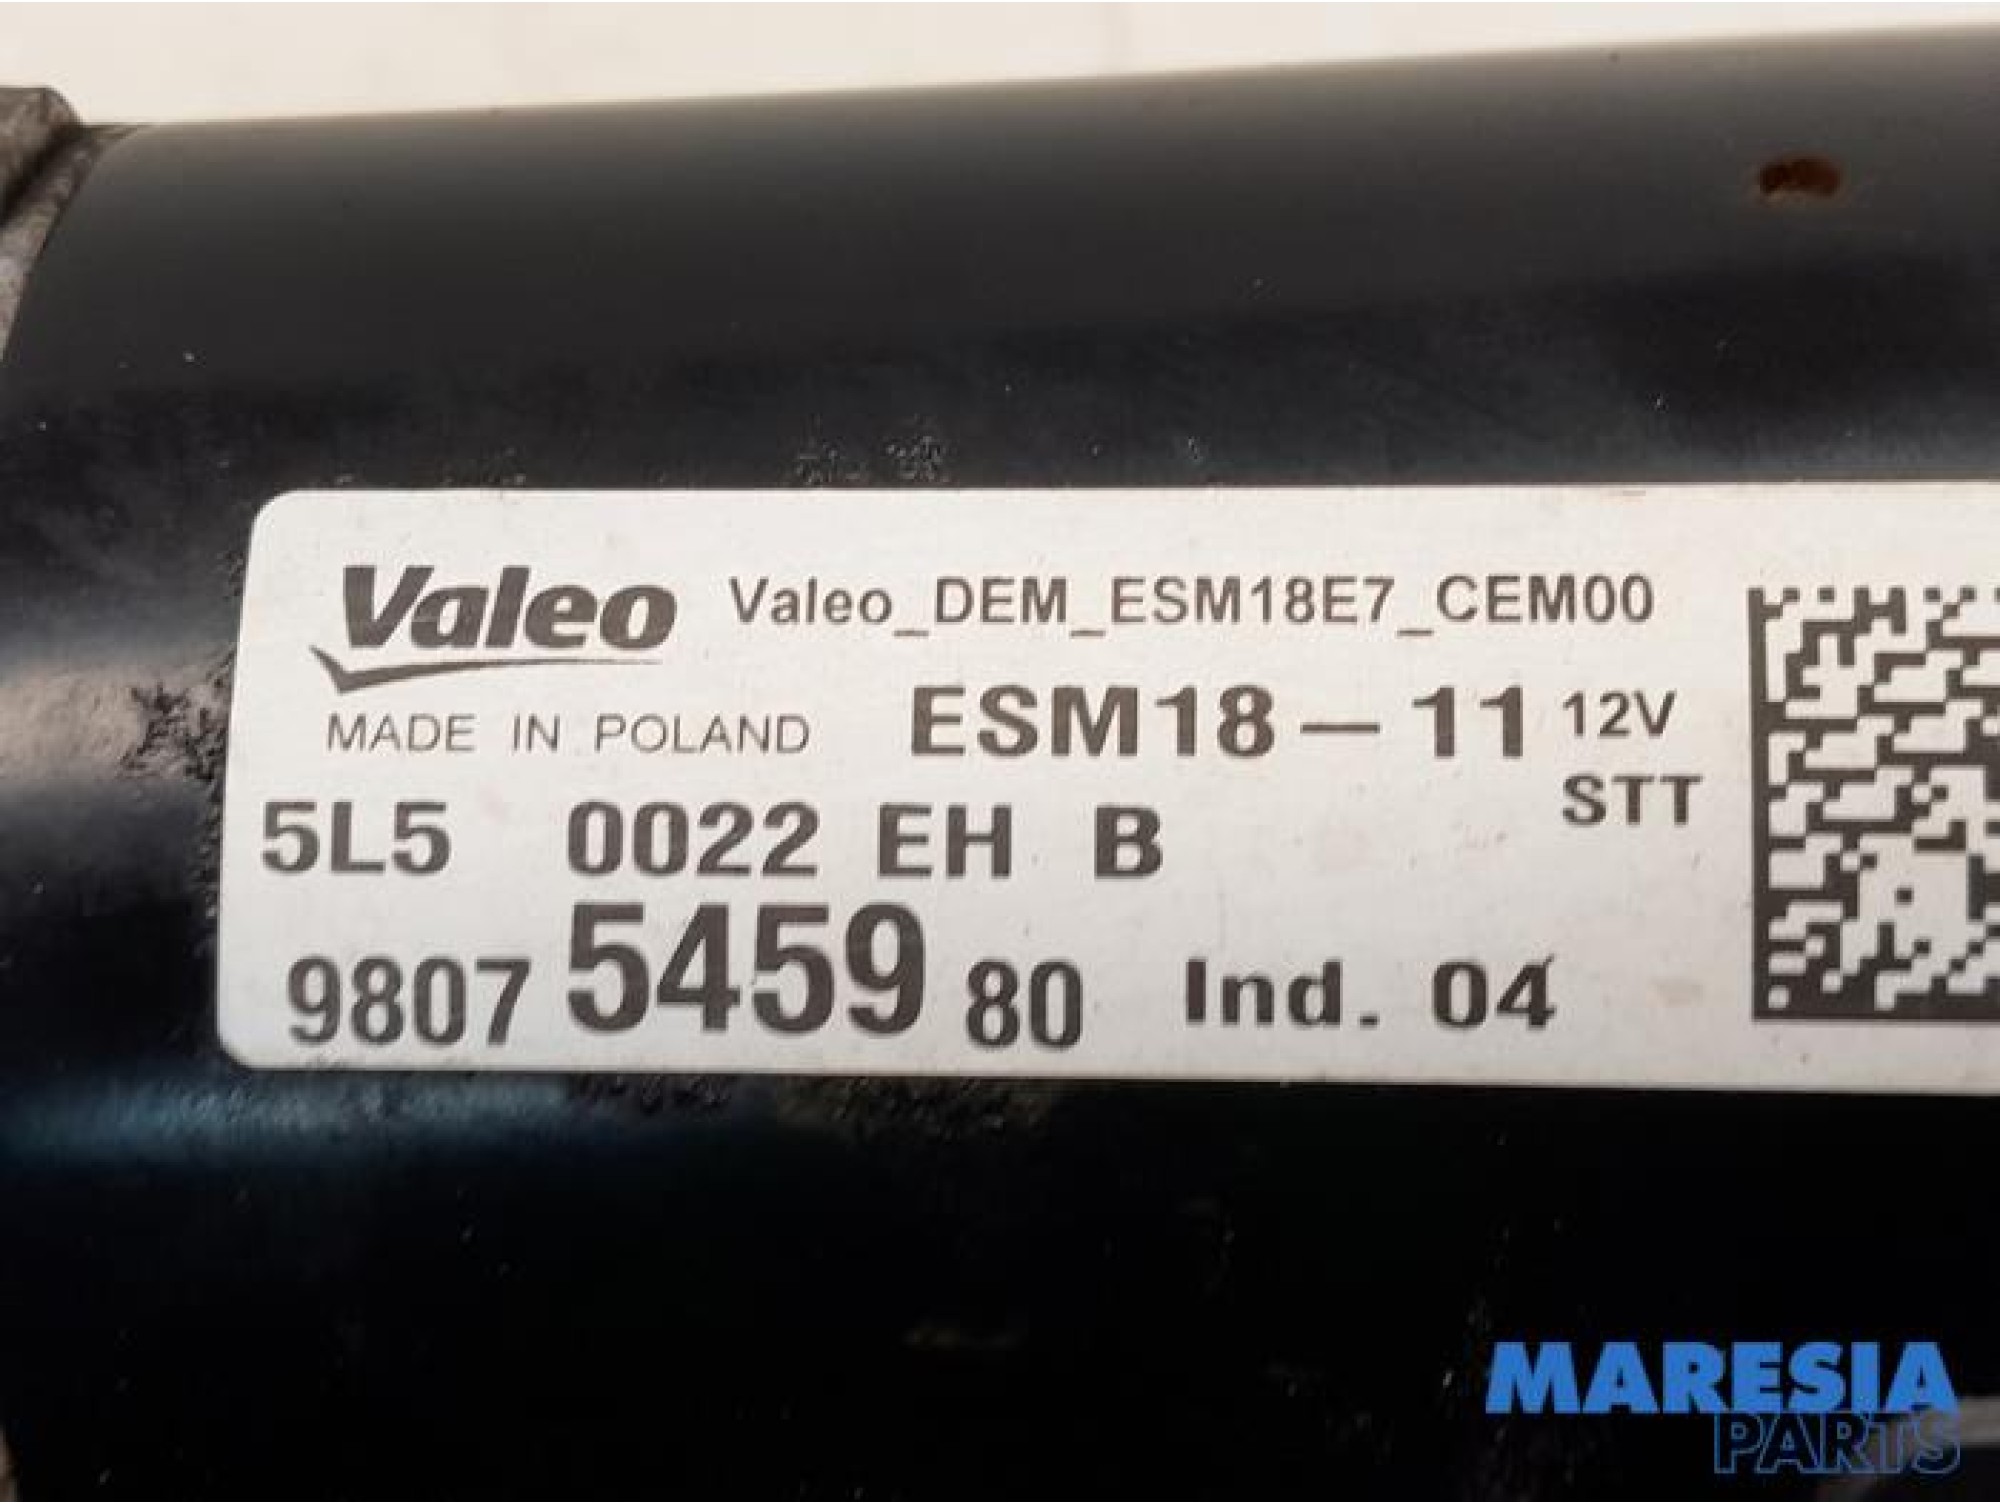 Valeo Valeo_DEM_ESM18E7_CEM00
MADE IN POLAND ESM18-11 12V
STT
5L5 0022 EH B
9807 5459 80 Ind. 04
MARESIA
PARTS